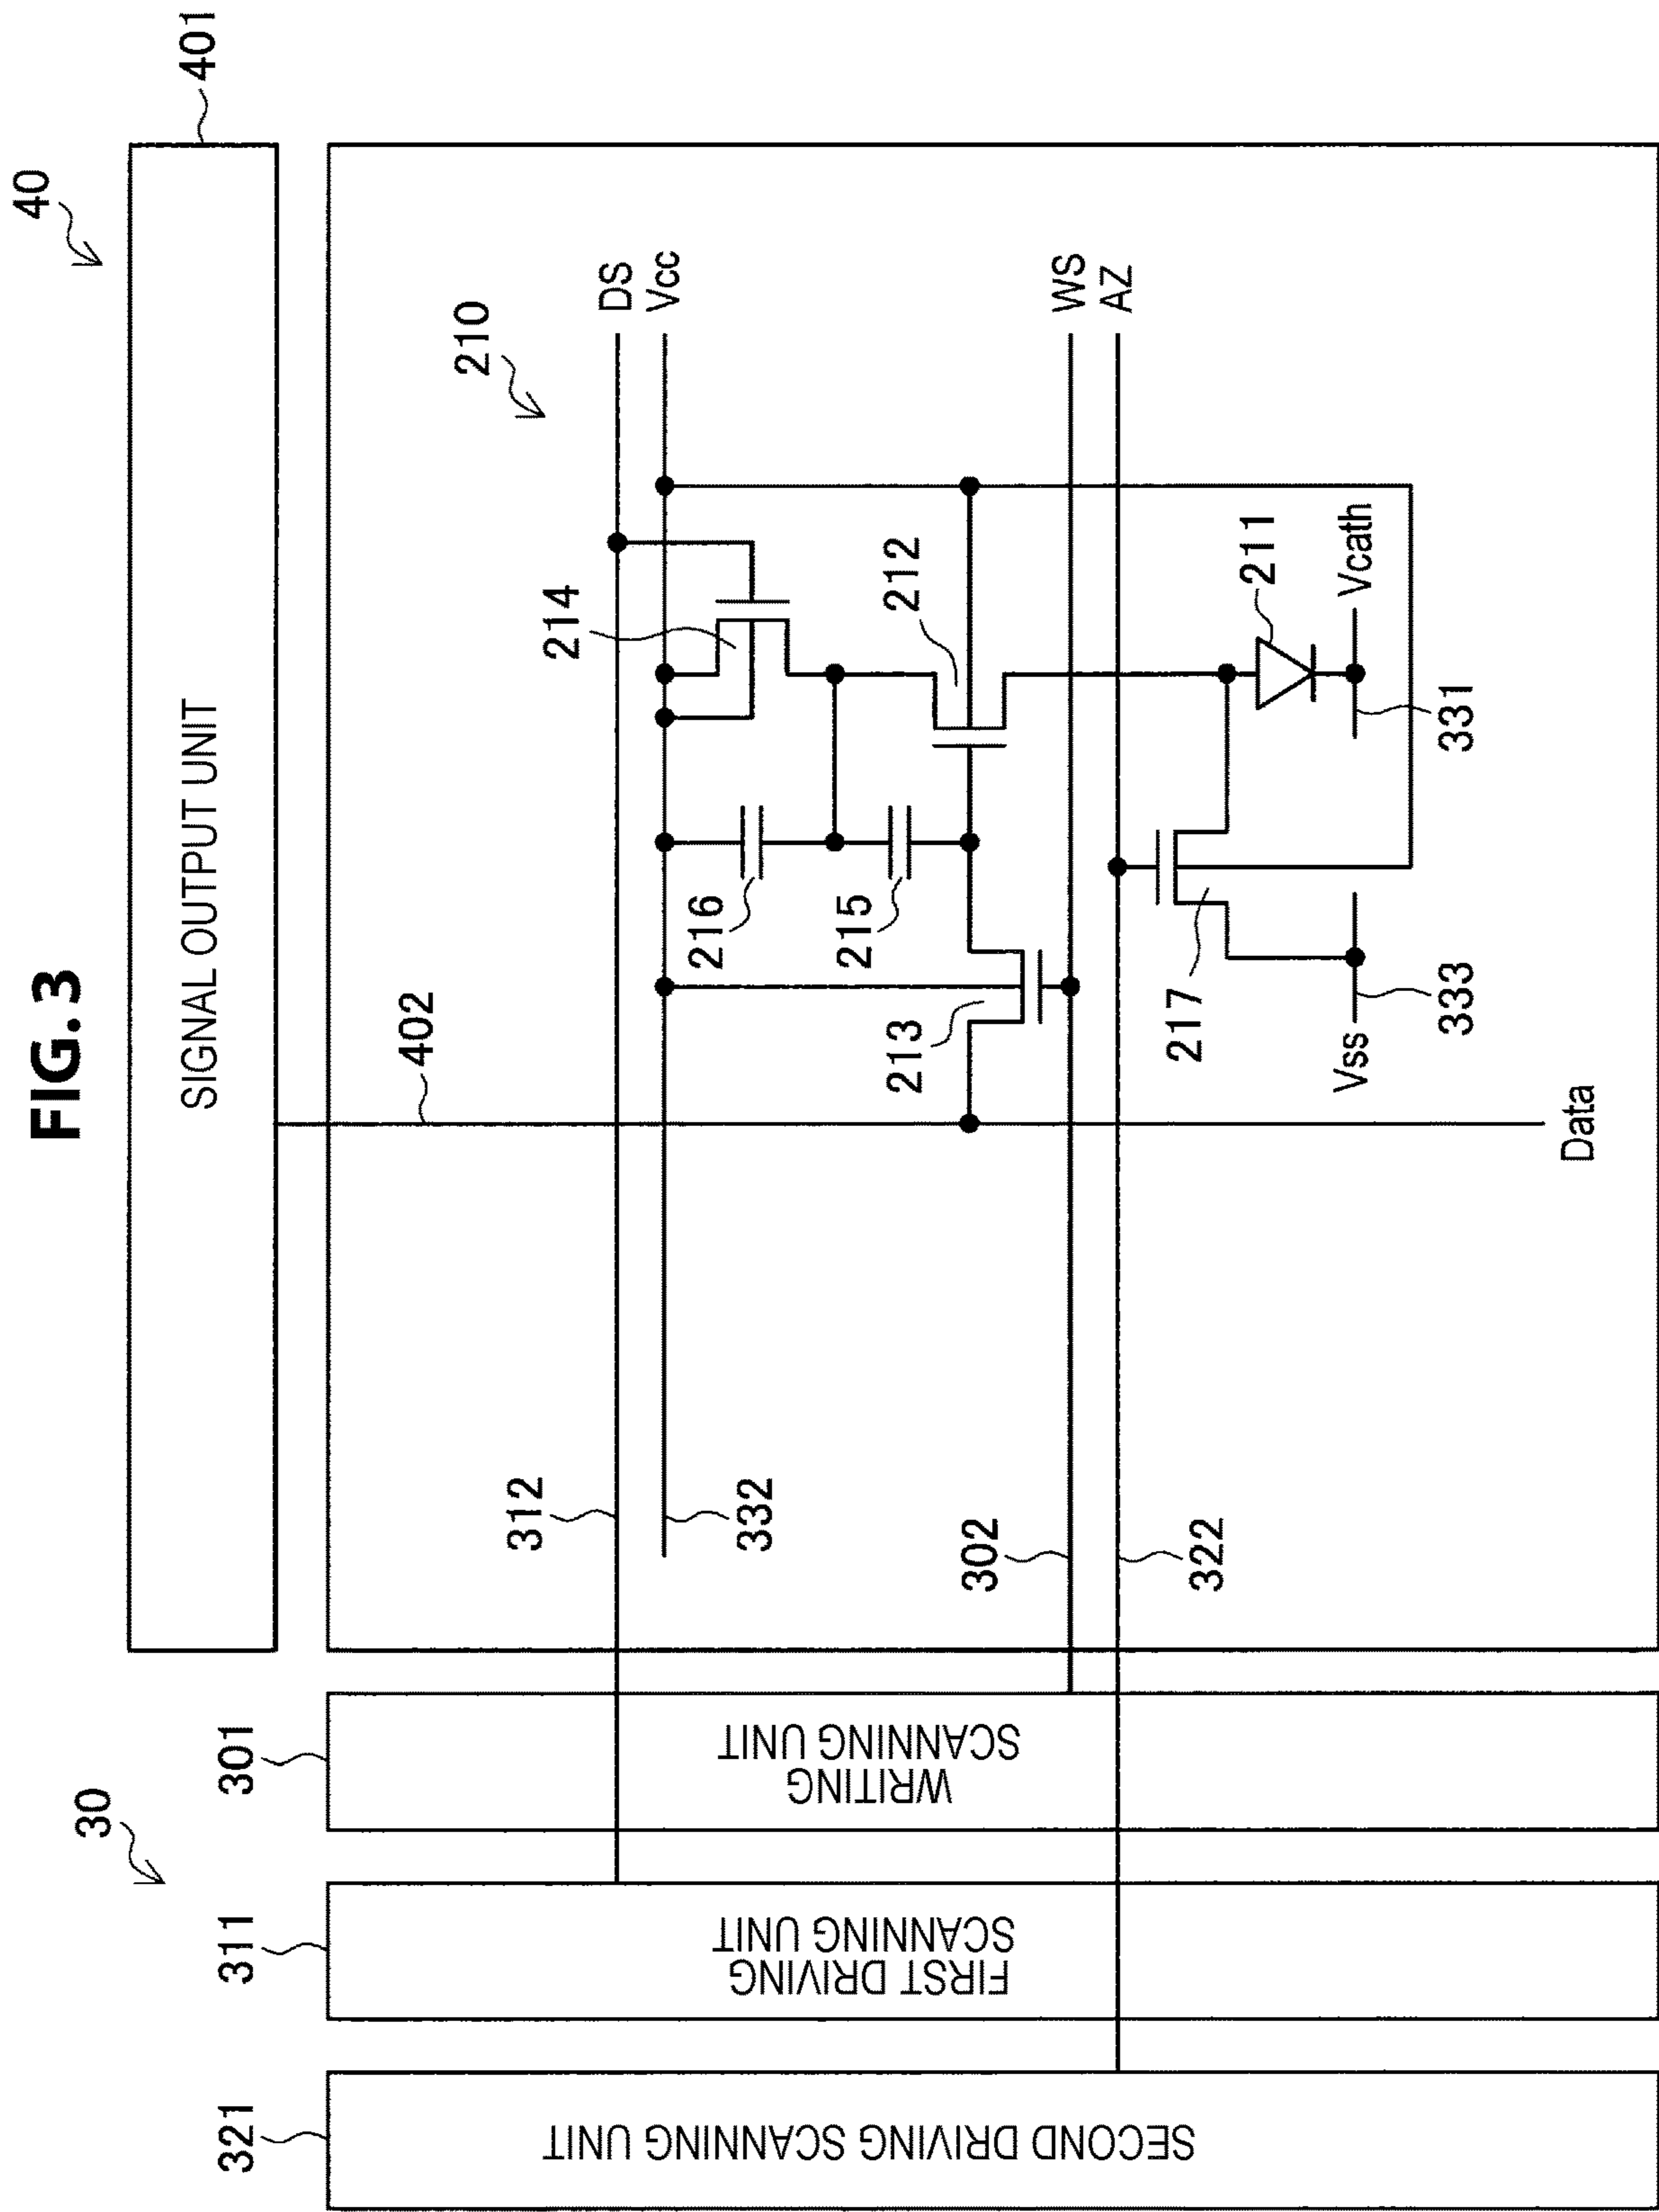 FIG. 3
40
401
SIGNAL OUTPUT UNIT
402
30
321
311
301
SECOND DRIVING SCANNING UNIT
FIRST DRIVING
SCANNING UNIT
WRITING
SCANNING UNIT
210
312
DS
332
Vcc
214
216
215
212
213
302
WS
322
AZ
217
211
Vss
333
331
Vcath
Data